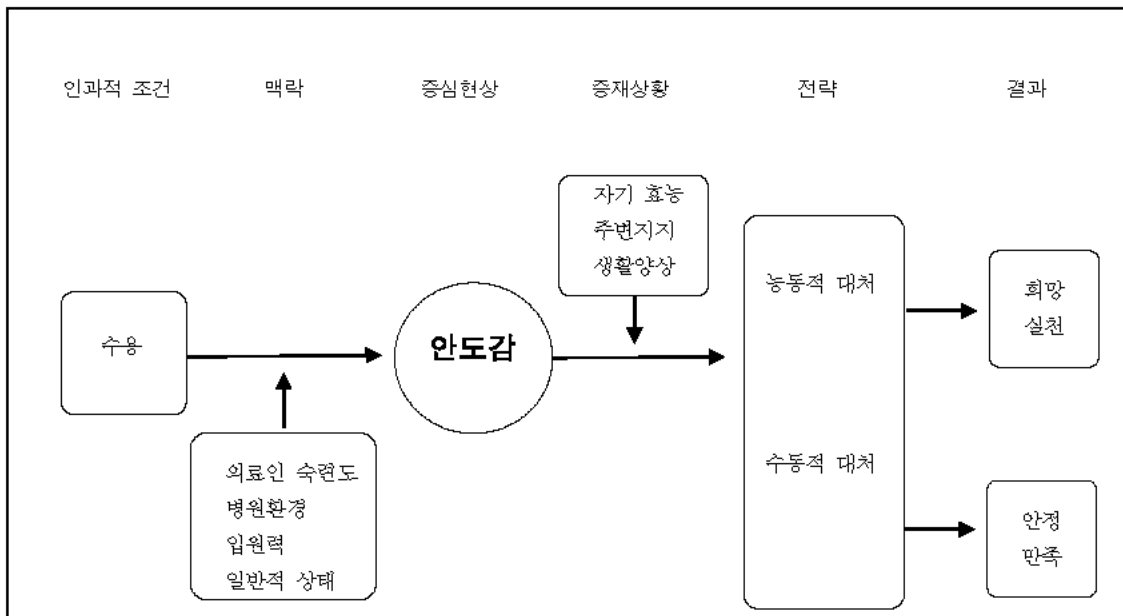 인과적 조건
맥락
중심현상
중재상황
전략
결과
자기 효능
주변지지
생활양상
능동적 대처
희망
실천
수용
안도감
의료인 숙련도
병원환경
입원력
일반적 상태
수동적 대처
안정
만족